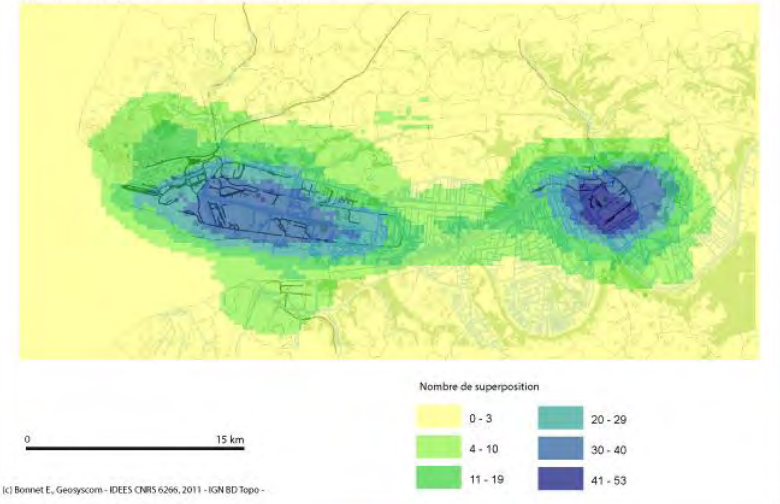 Nombre de superposition
0 - 3
20 - 29
4 - 10
30 - 40
11 - 19
41 - 53
0 15 km
(c) Bonnet E., Geosyscom - IDEES CNRS 6266, 2011 - IGN BD Topo -